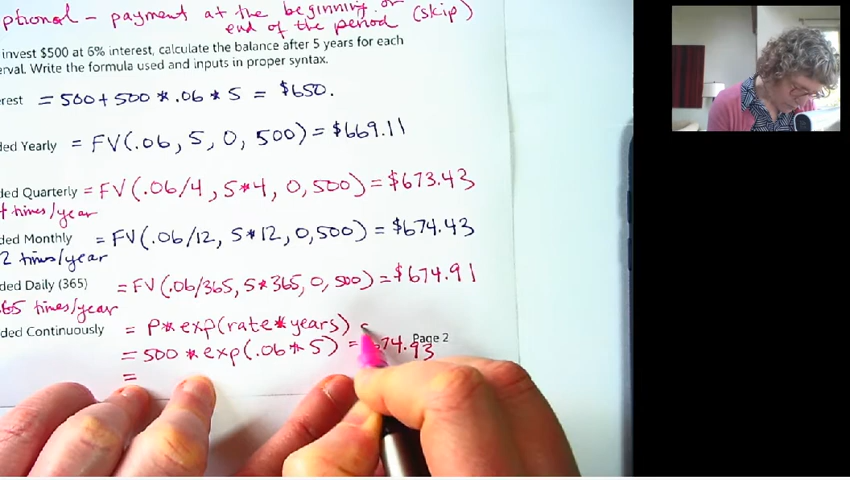 ptional - payment at the beginning or
end of the period (skip)
invest $500 at 6% interest, calculate the balance after 5 years for each
erval. Write the formula used and inputs in proper syntax.
erest = 500 + 500 * .06 * 5 = $650.
ded Yearly = FV(.06, 5, 0, 500) = $669.11
ded Quarterly = FV(.06/4, 5*4, 0, 500) = $673.43
4 times/year
ded Monthly = FV(.06/12, 5*12, 0, 500) = $674.43
2 times/year
ded Daily (365) = FV(.06/365, 5*365, 0, 500) = $674.91
365 times/year
ded Continuously = P* exp(rate*years)
= 500 * exp(.06 * 5) = 674.93
Page 2
=